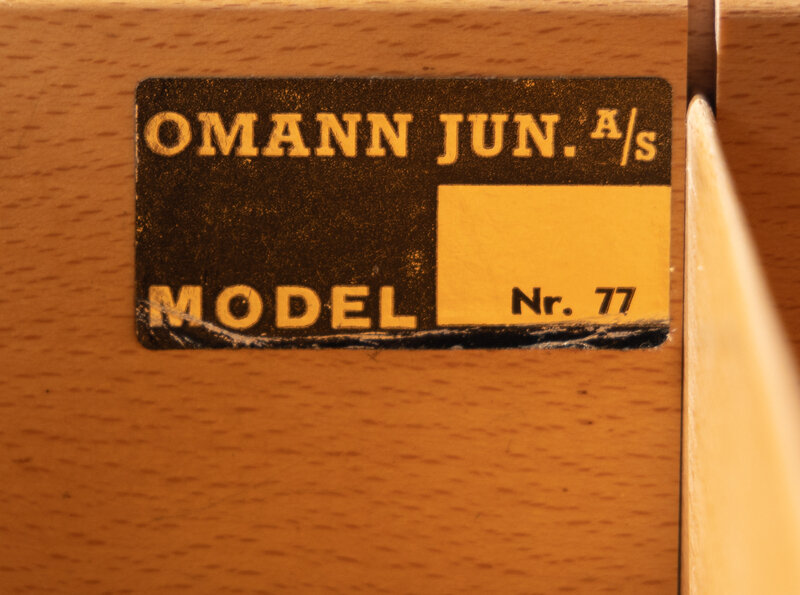 OMANN JUN. A/S
MODEL Nr. 77